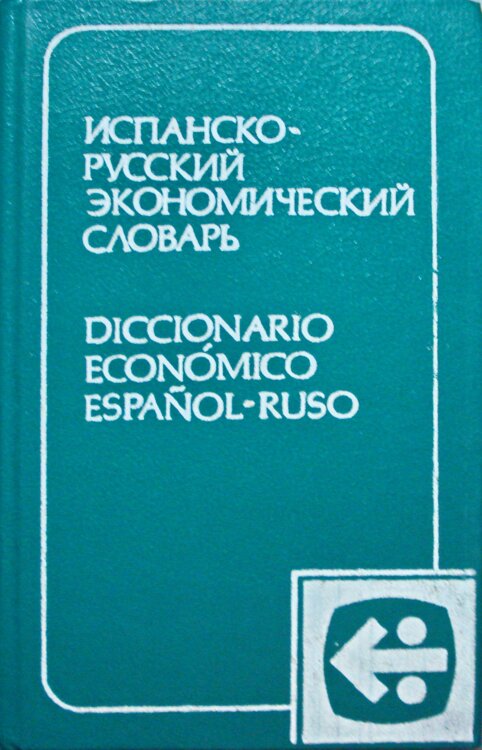 ИСПАНСКО-
РУССКИЙ
ЭКОНОМИЧЕСКИЙ
СЛОВАРЬ
DICCIONARIO
ECONÓMICO
ESPAÑOL-RUSO